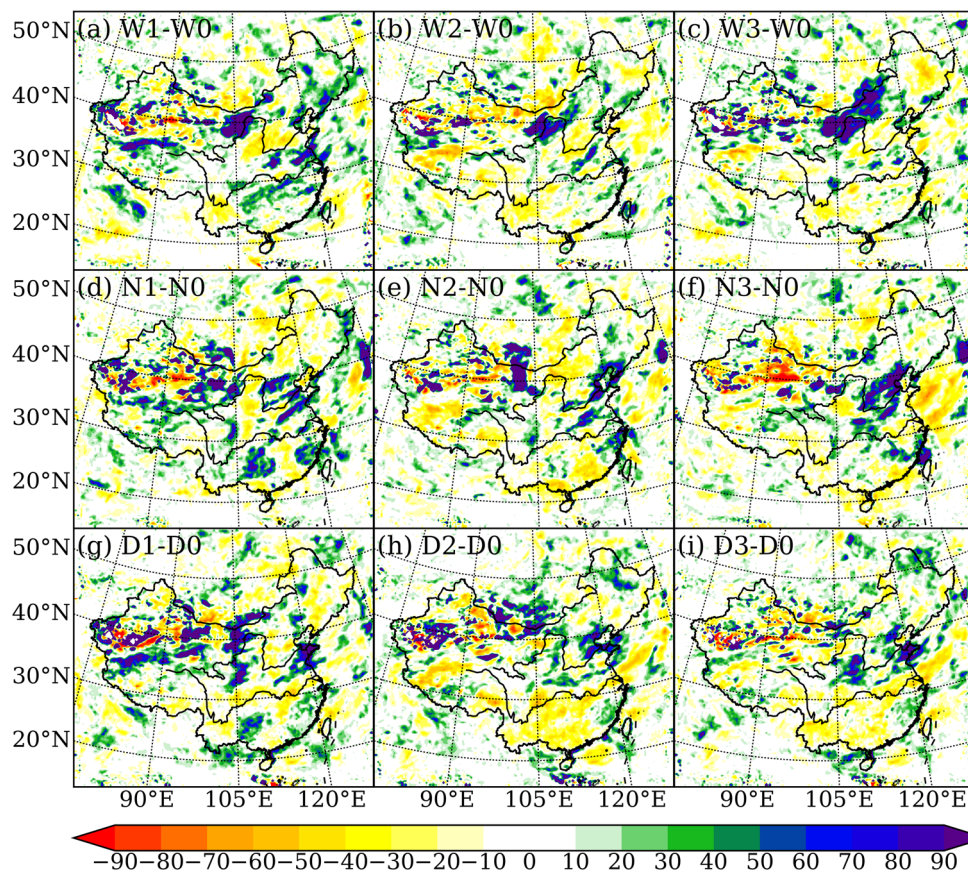 (a) W1-W0 (b) W2-W0 (c) W3-W0
50°N
40°N
30°N
20°N
(d) N1-N0 (e) N2-N0 (f) N3-N0
50°N
40°N
30°N
20°N
(g) D1-D0 (h) D2-D0 (i) D3-D0
50°N
40°N
30°N
20°N
90°E 105°E 120°E 90°E 105°E 120°E 90°E 105°E 120°E
−90 −80 −70 −60 −50 −40 −30 −20 −10 0 10 20 30 40 50 60 70 80 90